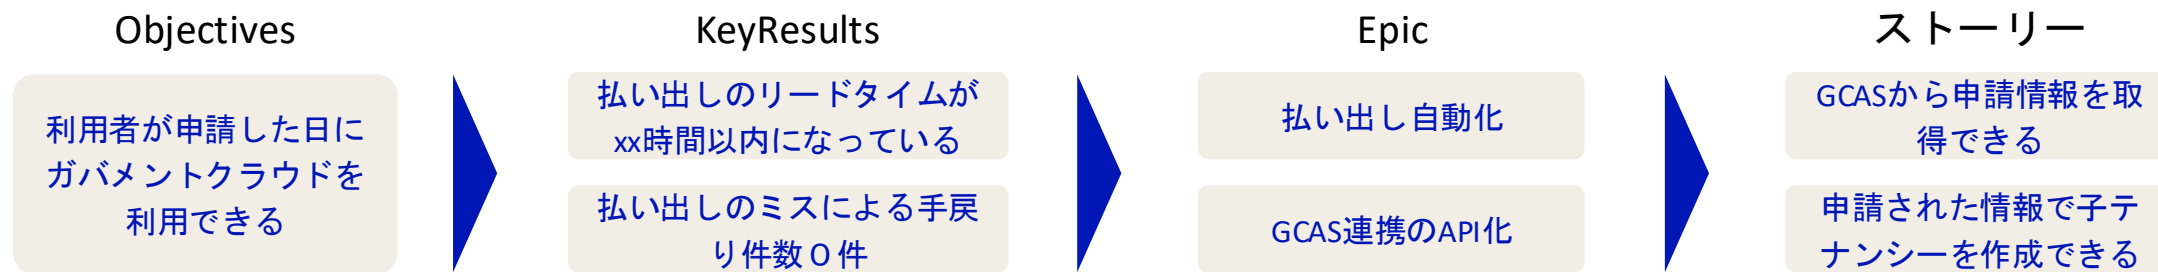 Objectives
利用者が申請した日に
ガバメントクラウドを
利用できる
KeyResults
払い出しのリードタイムが
xx時間以内になっている
払い出しのミスによる手戻
り件数０件
Epic
払い出し自動化
GCAS連携のAPI化
ストーリー
GCASから申請情報を取
得できる
申請された情報で子テ
ナンシーを作成できる